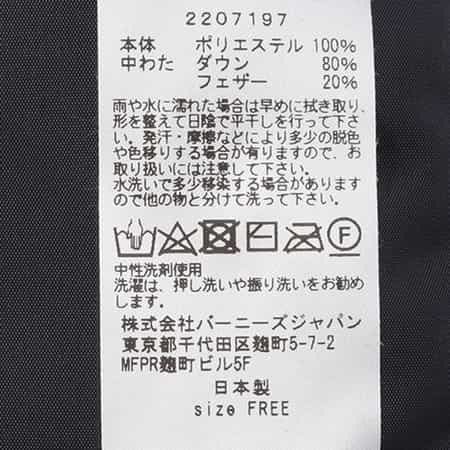 2207197
本体 ポリエステル 100%
中わた ダウン 80%
フェザー 20%
雨や水に濡れた場合は早めに拭き取り、
形を整えて日陰で平干しを行って下さ
い。発汗・摩擦などにより多少の脱色
や色移りする場合が有りますので、お
取り扱いには注意して下さい。
水洗いで多少移染する場合があります
ので他の物と分けて洗って下さい。
F
中性洗剤使用
洗濯は、押し洗いや振り洗いをお勧め
します。
株式会社バーニーズジャパン
東京都千代田区麹町5-7-2
MFPR麹町ビル5F
日本製
size FREE